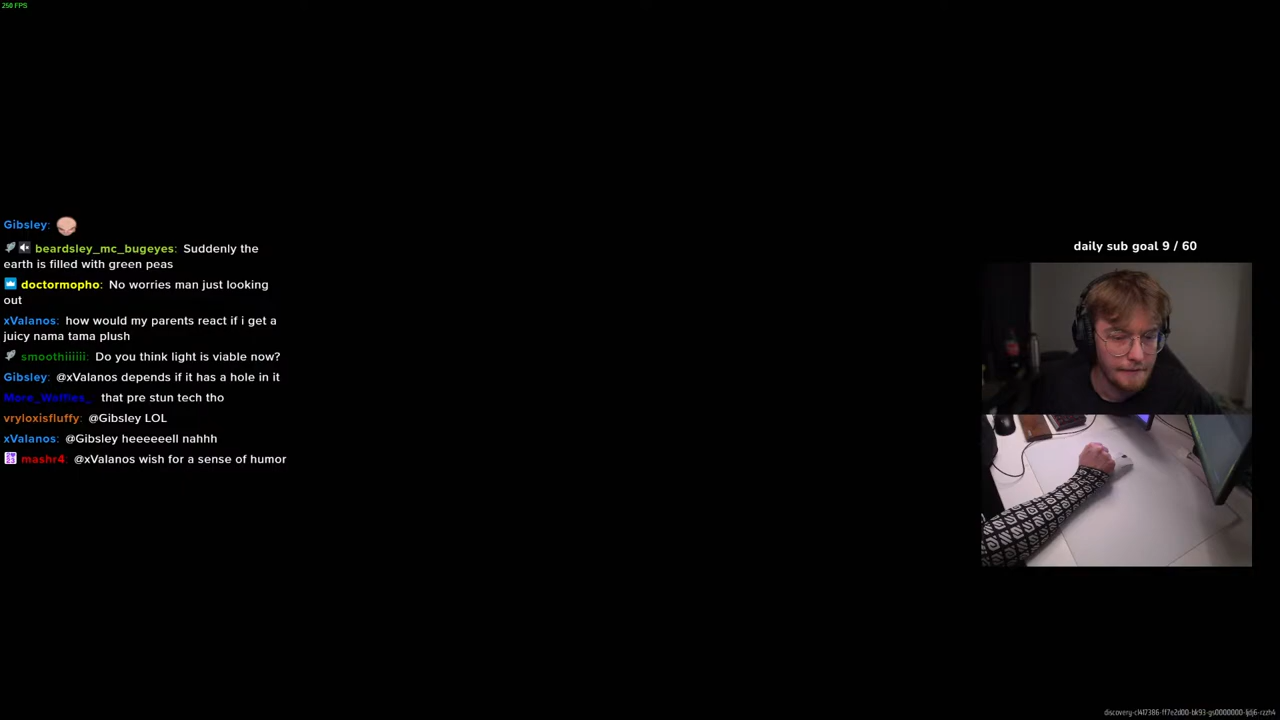 250 FPS
Gibsley:
beardsley_mc_bugeyes: Suddenly the
earth is filled with green peas
doctormopho: No worries man just looking
out
xValanos: how would my parents react if i get a
juicy nama tama plush
smoothiiiiii: Do you think light is viable now?
Gibsley: @xValanos depends if it has a hole in it
More_Waffles_ that pre stun tech tho
vryloxisfluffy: @Gibsley LOL
xValanos: @Gibsley heeeeeell nahhh
mashr4: @xValanos wish for a sense of humor
daily sub goal 9 / 60